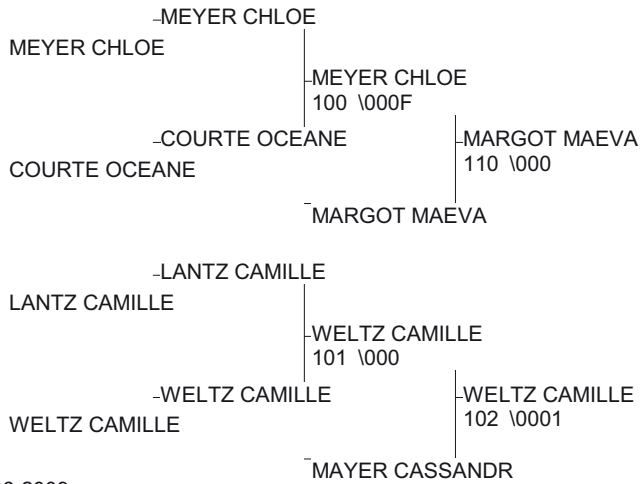 MEYER CHLOE
MEYER CHLOE
MEYER CHLOE
100 \000F
COURTE OCEANE
MARGOT MAEVA
COURTE OCEANE
110 \000
MARGOT MAEVA
LANTZ CAMILLE
LANTZ CAMILLE
WELTZ CAMILLE
101 \000
WELTZ CAMILLE
WELTZ CAMILLE
WELTZ CAMILLE
102 \0001
MAYER CASSANDR